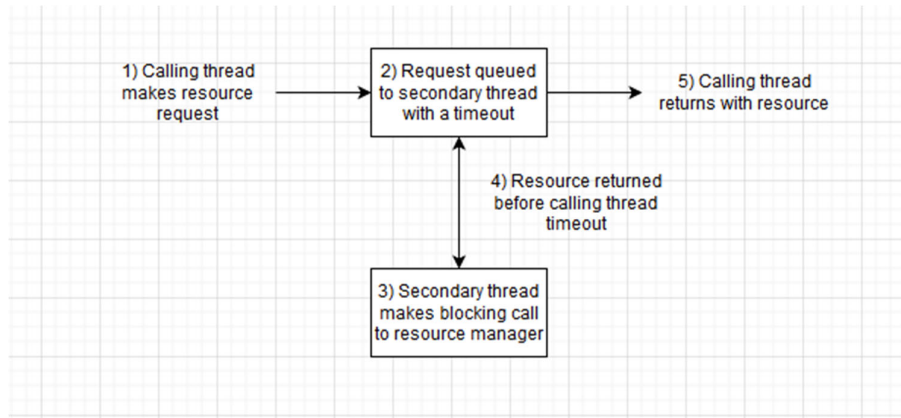 1) Calling thread
makes resource
request
2) Request queued
to secondary thread
with a timeout
5) Calling thread
returns with resource
4) Resource returned
before calling thread
timeout
3) Secondary thread
makes blocking call
to resource manager